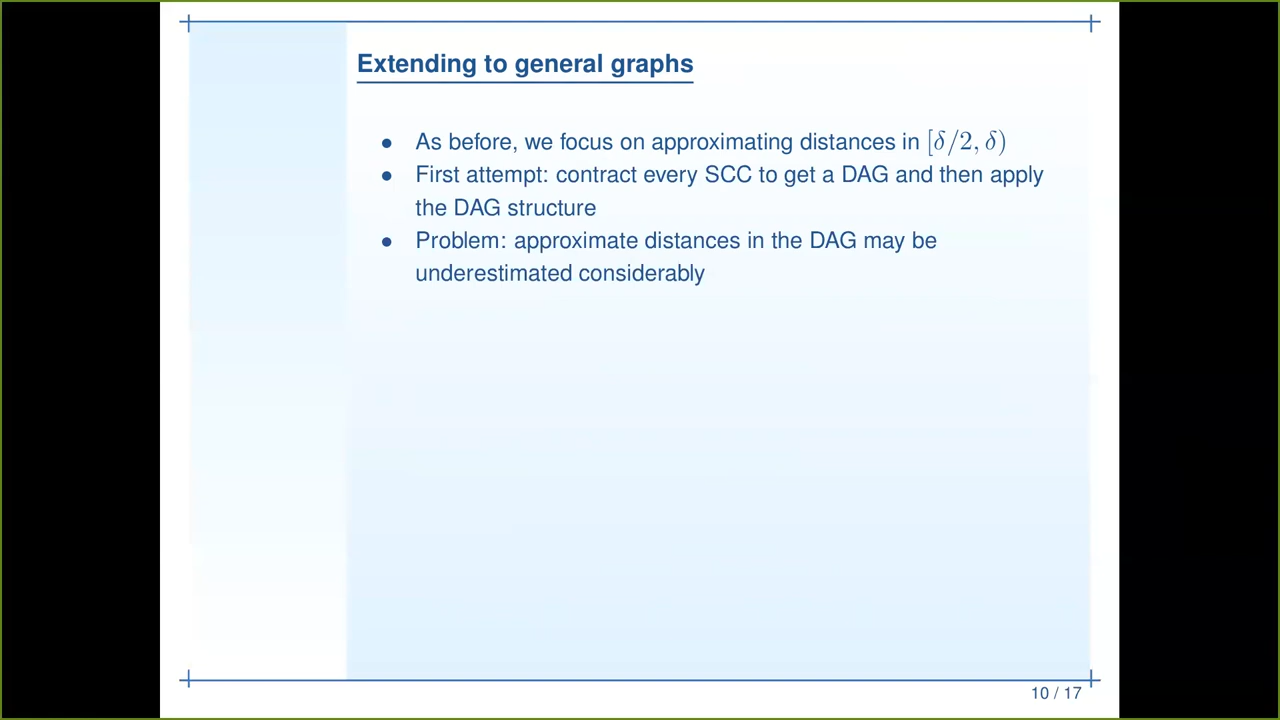 Extending to general graphs
● As before, we focus on approximating distances in [δ/2, δ)
● First attempt: contract every SCC to get a DAG and then apply
the DAG structure
● Problem: approximate distances in the DAG may be
underestimated considerably
10 / 17